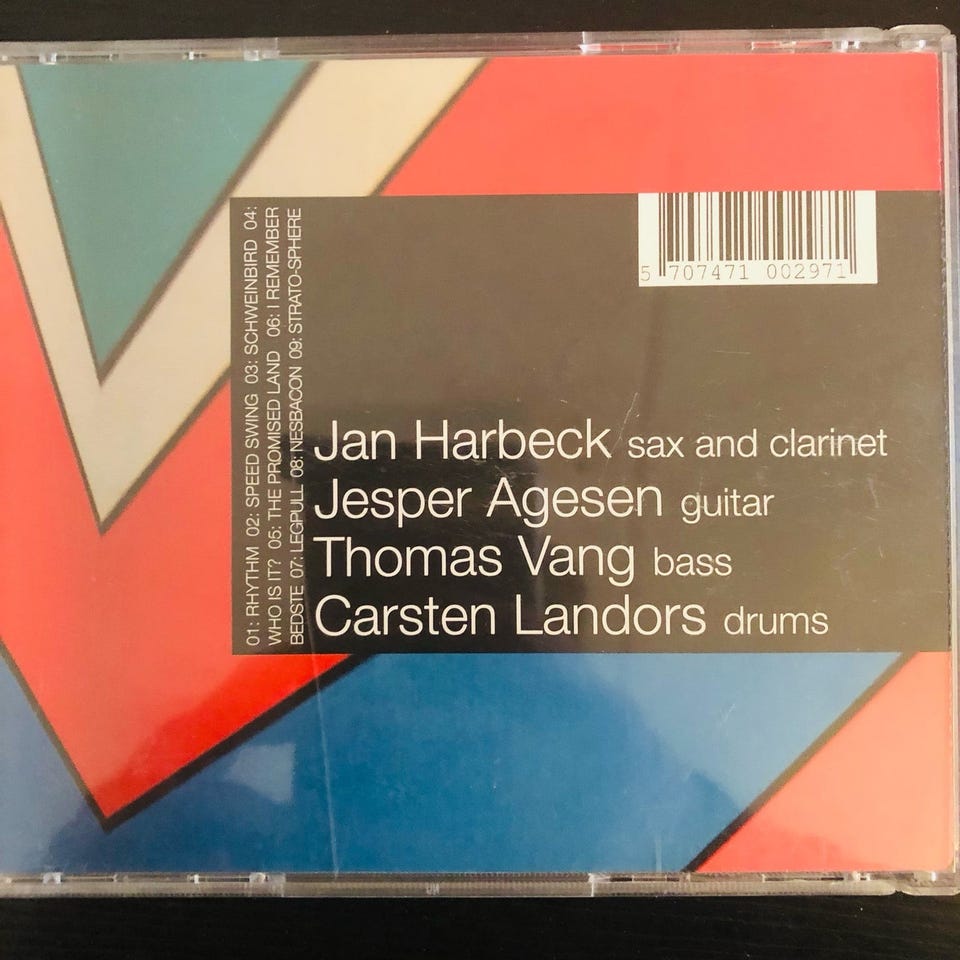 5 707471 002971
01: RHYTHM 02: SPEED SWING 03: SCHWEINBIRD 04:
WHO IS IT? 05: THE PROMISED LAND 06: I REMEMBER
BEDSTE 07: LEGPULL 08: NESBACON 09: STRATO-SPHERE
Jan Harbeck sax and clarinet
Jesper Agesen guitar
Thomas Vang bass
Carsten Landors drums